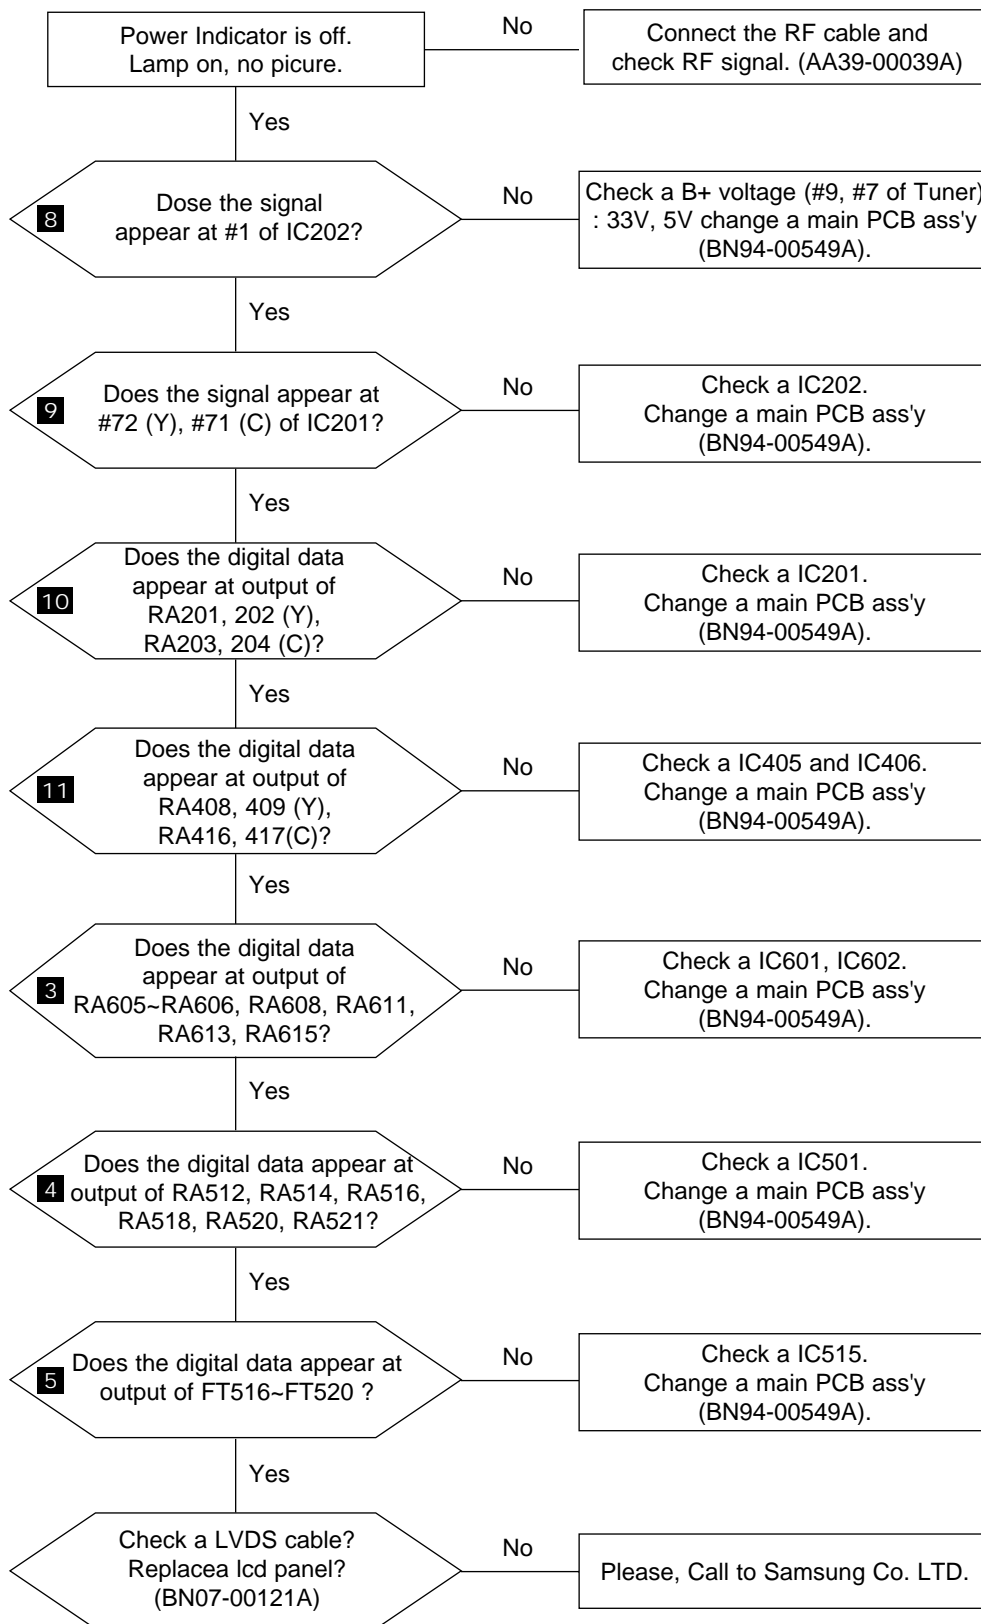 Power Indicator is off.
Lamp on, no picure.
No
Connect the RF cable and
check RF signal. (AA39-00039A)
Yes
8
Dose the signal
appear at #1 of IC202?
No
Check a B+ voltage (#9, #7 of Tuner)
: 33V, 5V change a main PCB ass'y
(BN94-00549A).
Yes
9
Does the signal appear at
#72 (Y), #71 (C) of IC201?
No
Check a IC202.
Change a main PCB ass'y
(BN94-00549A).
Yes
10
Does the digital data
appear at output of
RA201, 202 (Y),
RA203, 204 (C)?
No
Check a IC201.
Change a main PCB ass'y
(BN94-00549A).
Yes
11
Does the digital data
appear at output of
RA408, 409 (Y),
RA416, 417(C)?
No
Check a IC405 and IC406.
Change a main PCB ass'y
(BN94-00549A).
Yes
3
Does the digital data
appear at output of
RA605~RA606, RA608, RA611,
RA613, RA615?
No
Check a IC601, IC602.
Change a main PCB ass'y
(BN94-00549A).
Yes
4
Does the digital data appear at
output of RA512, RA514, RA516,
RA518, RA520, RA521?
No
Check a IC501.
Change a main PCB ass'y
(BN94-00549A).
Yes
5
Does the digital data appear at
output of FT516~FT520 ?
No
Check a IC515.
Change a main PCB ass'y
(BN94-00549A).
Yes
Check a LVDS cable?
Replacea lcd panel?
(BN07-00121A)
No
Please, Call to Samsung Co. LTD.